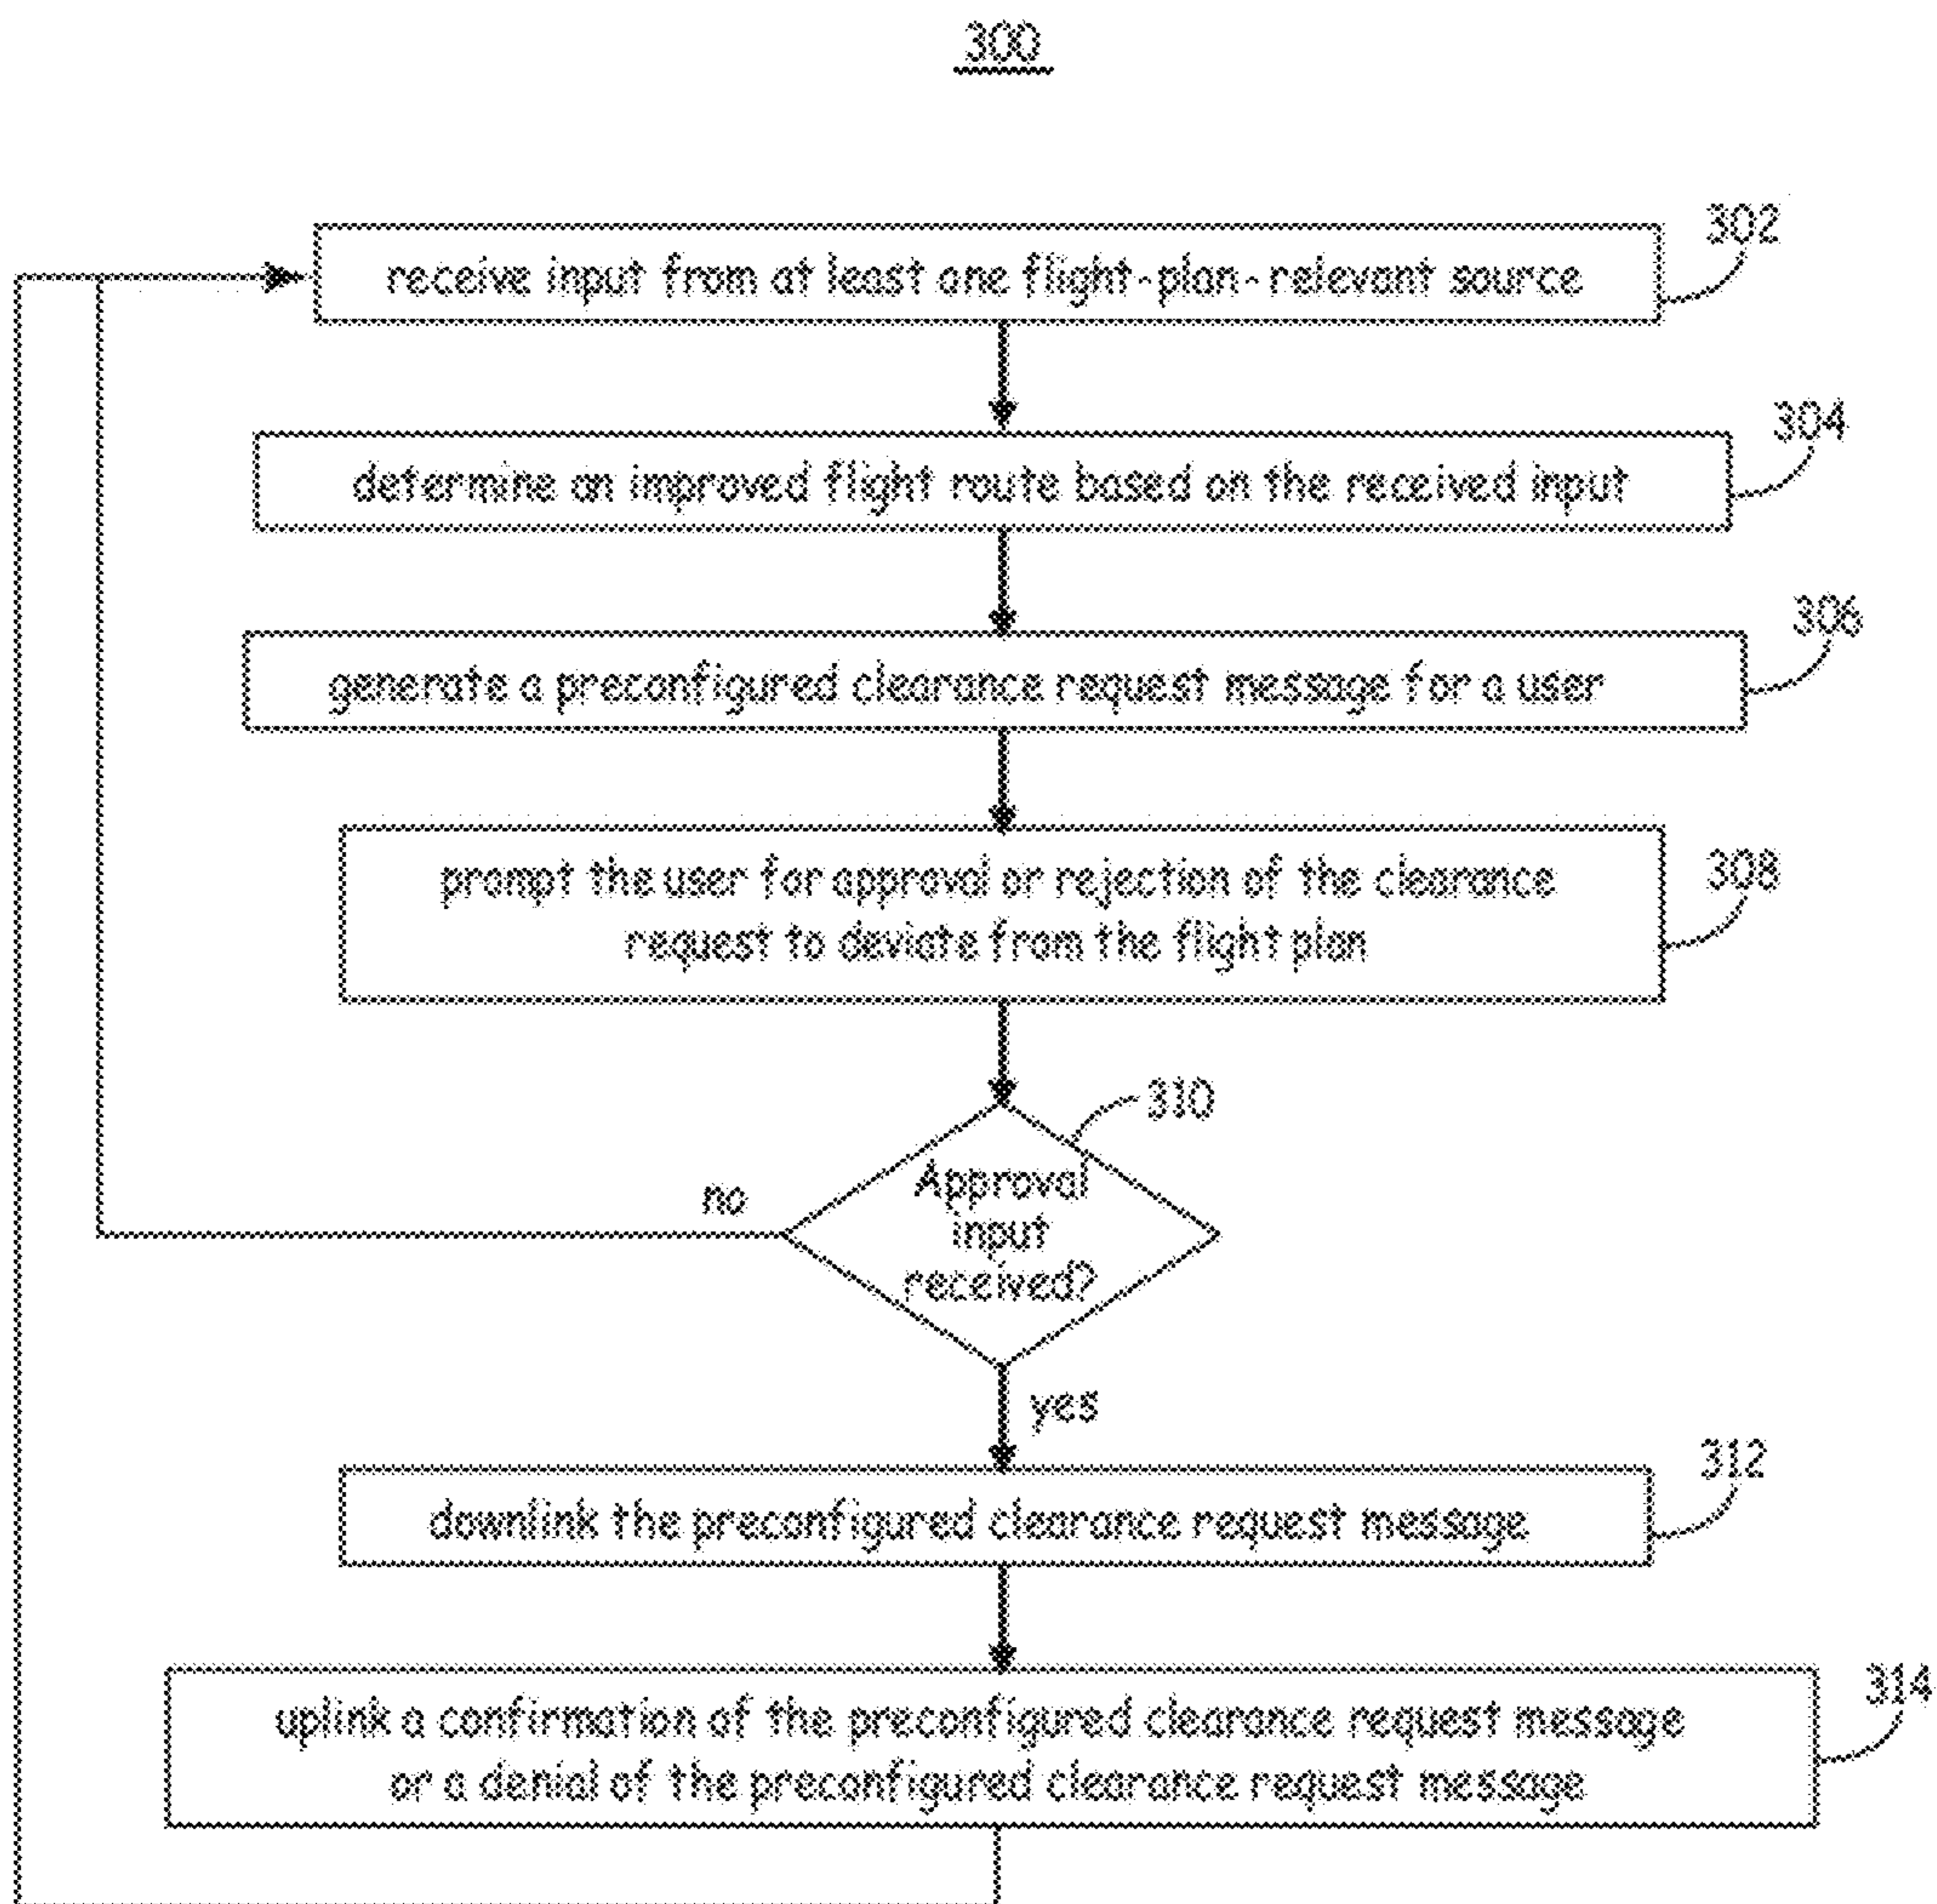 300
302
receive input from at least one flight-plan-relevant source
304
determine an improved flight route based on the received input
306
generate a preconfigured clearance request message for a user
308
prompt the user for approval or rejection of the clearance
request to deviate from the flight plan
310
Approval
input
received?
no
yes
312
downlink the preconfigured clearance request message
314
uplink a confirmation of the preconfigured clearance request message
or a denial of the preconfigured clearance request message